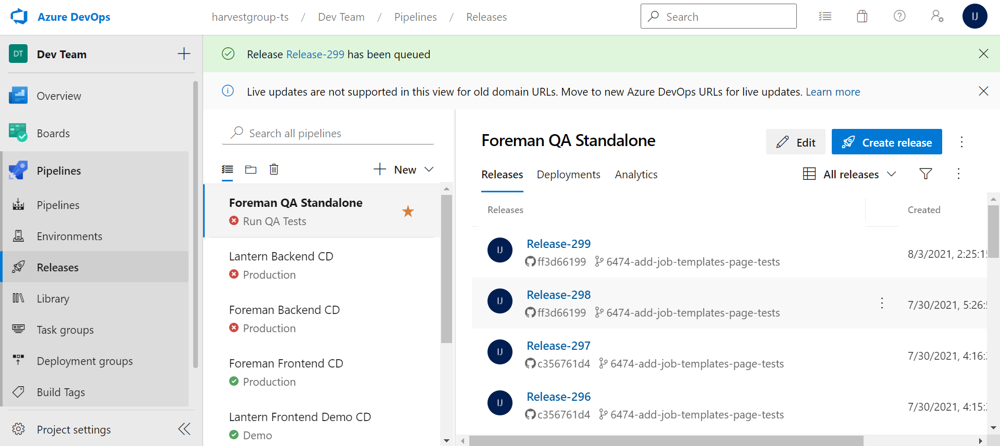 Azure DevOps
harvestgroup-ts / Dev Team / Pipelines / Releases
Search
IJ
DT Dev Team
Overview
Boards
Pipelines
Pipelines
Environments
Releases
Library
Task groups
Deployment groups
Build Tags
Project settings
Release Release-299 has been queued
Live updates are not supported in this view for old domain URLs. Move to new Azure DevOps URLs for live updates. Learn more
Search all pipelines
New
Foreman QA Standalone
Run QA Tests
Lantern Backend CD
Production
Foreman Backend CD
Production
Foreman Frontend CD
Production
Lantern Frontend Demo CD
Demo
Foreman QA Standalone
Edit
Create release
Releases Deployments Analytics
All releases
Releases Created
IJ Release-299
ff3d66199 6474-add-job-templates-page-tests
8/3/2021, 2:25:1
IJ Release-298
ff3d66199 6474-add-job-templates-page-tests
7/30/2021, 5:26:
IJ Release-297
c356761d4 6474-add-job-templates-page-tests
7/30/2021, 4:16:
IJ Release-296
c356761d4 6474-add-job-templates-page-tests
7/30/2021, 4:15: